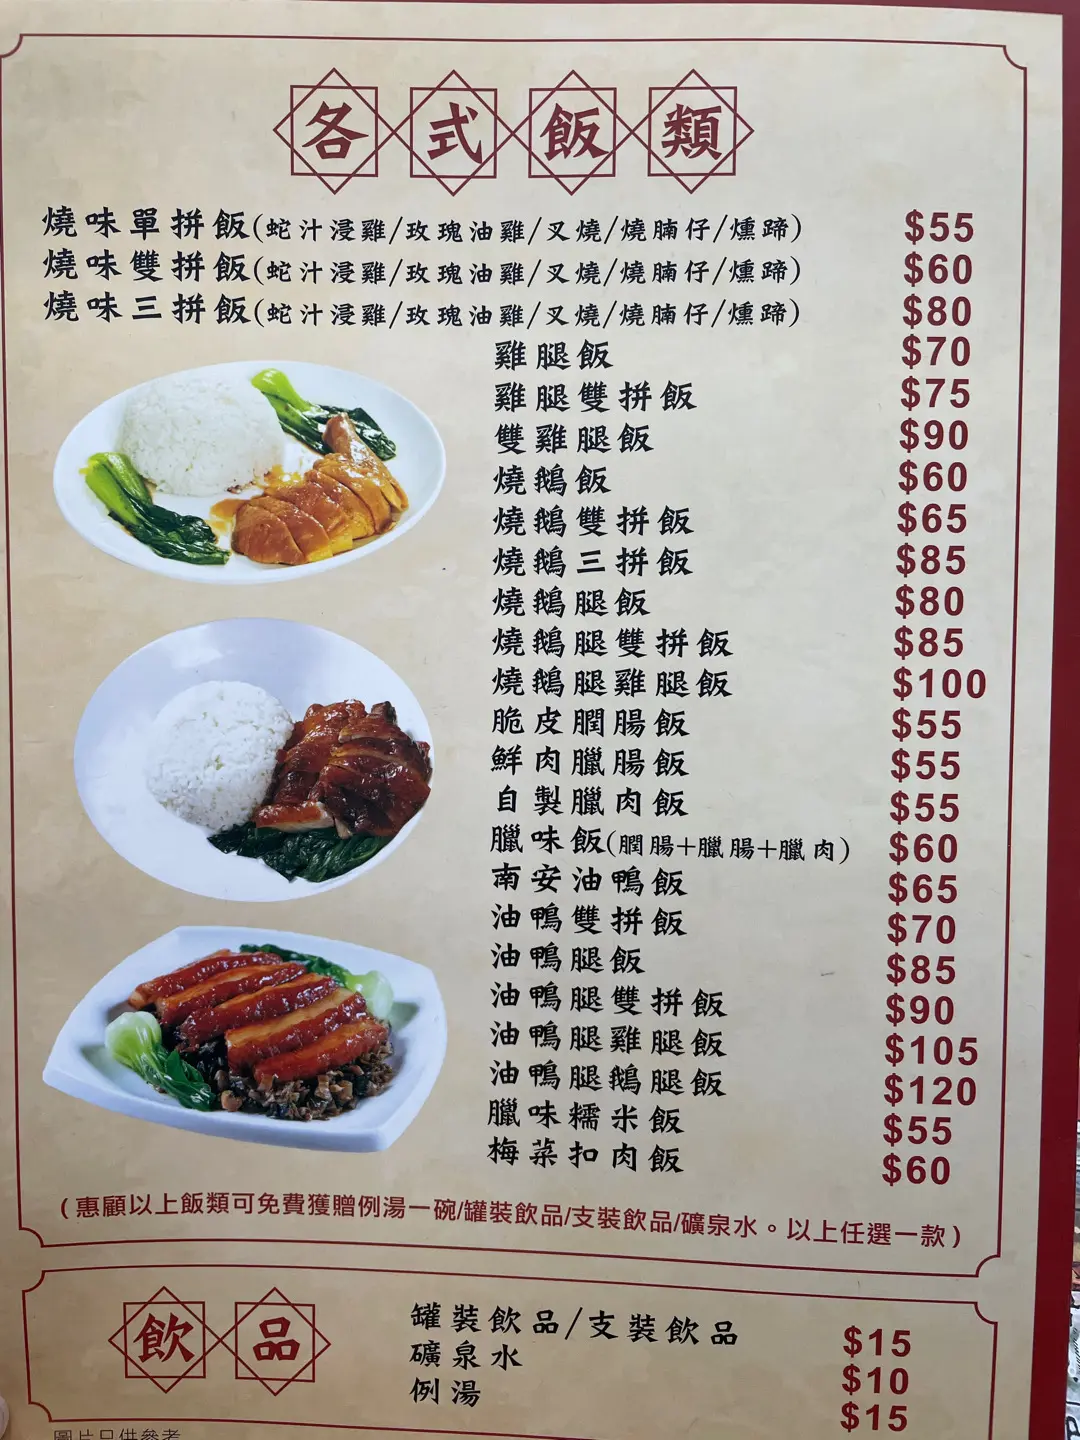 各式飯類
燒味單拼飯(蛇汁浸雞/玫瑰油雞/叉燒/燒腩仔/燻蹄) $55
燒味雙拼飯(蛇汁浸雞/玫瑰油雞/叉燒/燒腩仔/燻蹄) $60
燒味三拼飯(蛇汁浸雞/玫瑰油雞/叉燒/燒腩仔/燻蹄) $80
雞腿飯 $70
雞腿雙拼飯 $75
雙雞腿飯 $90
燒鵝飯 $60
燒鵝雙拼飯 $65
燒鵝三拼飯 $85
燒鵝腿飯 $80
燒鵝腿雙拼飯 $85
燒鵝腿雞腿飯 $100
脆皮膶腸飯 $55
鮮肉臘腸飯 $55
自製臘肉飯 $55
臘味飯(膶腸+臘腸+臘肉) $60
南安油鴨飯 $65
油鴨雙拼飯 $70
油鴨腿飯 $85
油鴨腿雙拼飯 $90
油鴨腿雞腿飯 $105
油鴨腿鵝腿飯 $120
臘味糯米飯 $55
梅菜扣肉飯 $60
(惠顧以上飯類可免費獲贈例湯一碗/罐裝飲品/支裝飲品/礦泉水。以上任選一款)
飲品
罐裝飲品/支裝飲品 $15
礦泉水 $10
例湯 $15
圖片只供參考